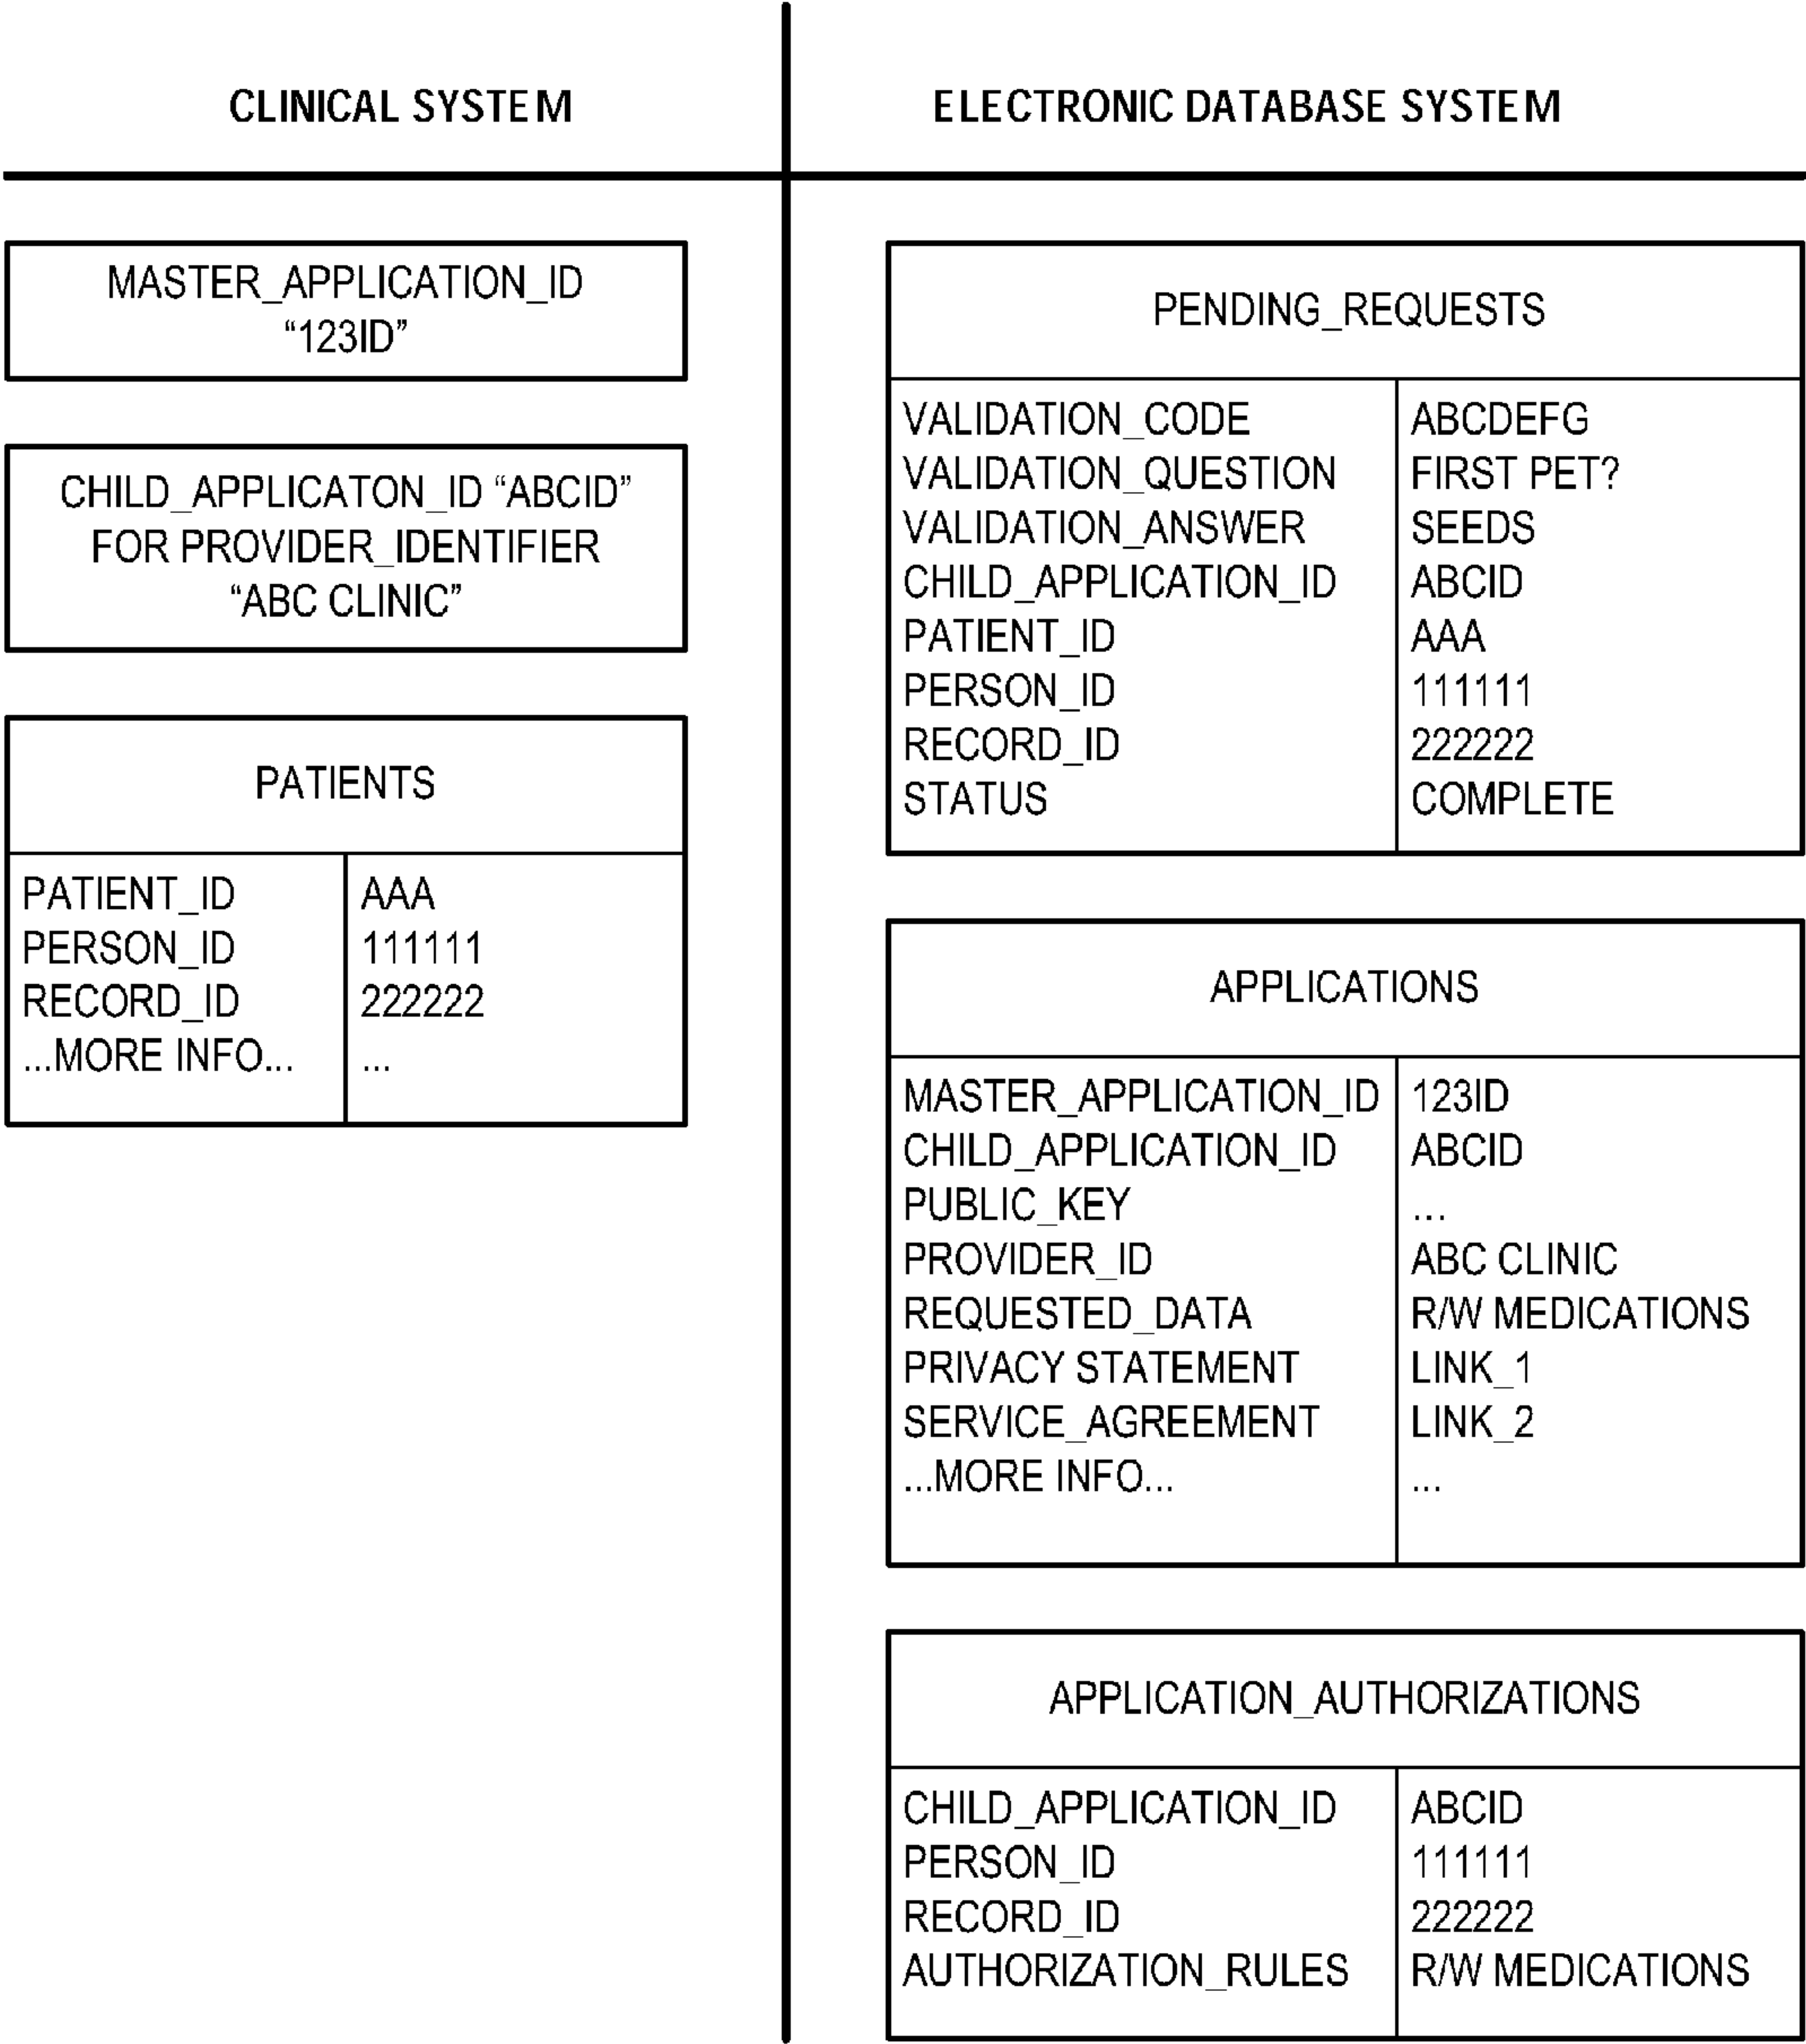 CLINICAL SYSTEM
MASTER_APPLICATION_ID
“123ID”
CHILD_APPLICATON_ID “ABCID”
FOR PROVIDER_IDENTIFIER
“ABC CLINIC”
PATIENTS
PATIENT_ID AAA
PERSON_ID 111111
RECORD_ID 222222
...MORE INFO... ...
ELECTRONIC DATABASE SYSTEM
PENDING_REQUESTS
VALIDATION_CODE ABCDEFG
VALIDATION_QUESTION FIRST PET?
VALIDATION_ANSWER SEEDS
CHILD_APPLICATION_ID ABCID
PATIENT_ID AAA
PERSON_ID 111111
RECORD_ID 222222
STATUS COMPLETE
APPLICATIONS
MASTER_APPLICATION_ID 123ID
CHILD_APPLICATION_ID ABCID
PUBLIC_KEY ...
PROVIDER_ID ABC CLINIC
REQUESTED_DATA R/W MEDICATIONS
PRIVACY STATEMENT LINK_1
SERVICE_AGREEMENT LINK_2
...MORE INFO... ...
APPLICATION_AUTHORIZATIONS
CHILD_APPLICATION_ID ABCID
PERSON_ID 111111
RECORD_ID 222222
AUTHORIZATION_RULES R/W MEDICATIONS